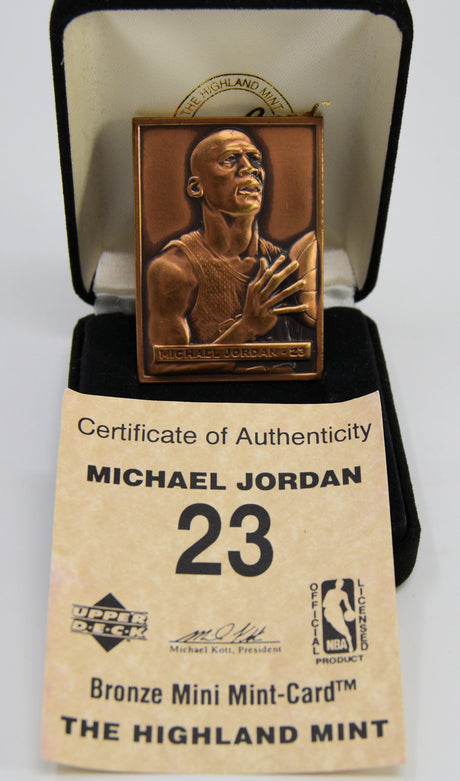 THE HIGHLAND MINT
MICHAEL JORDAN • 23
Certificate of Authenticity
MICHAEL JORDAN
23
UPPER
D•E•C•K
Michael Kott, President
OFFICIAL
LICENSED
NBA
PRODUCT
Bronze Mini Mint-Card™
THE HIGHLAND MINT